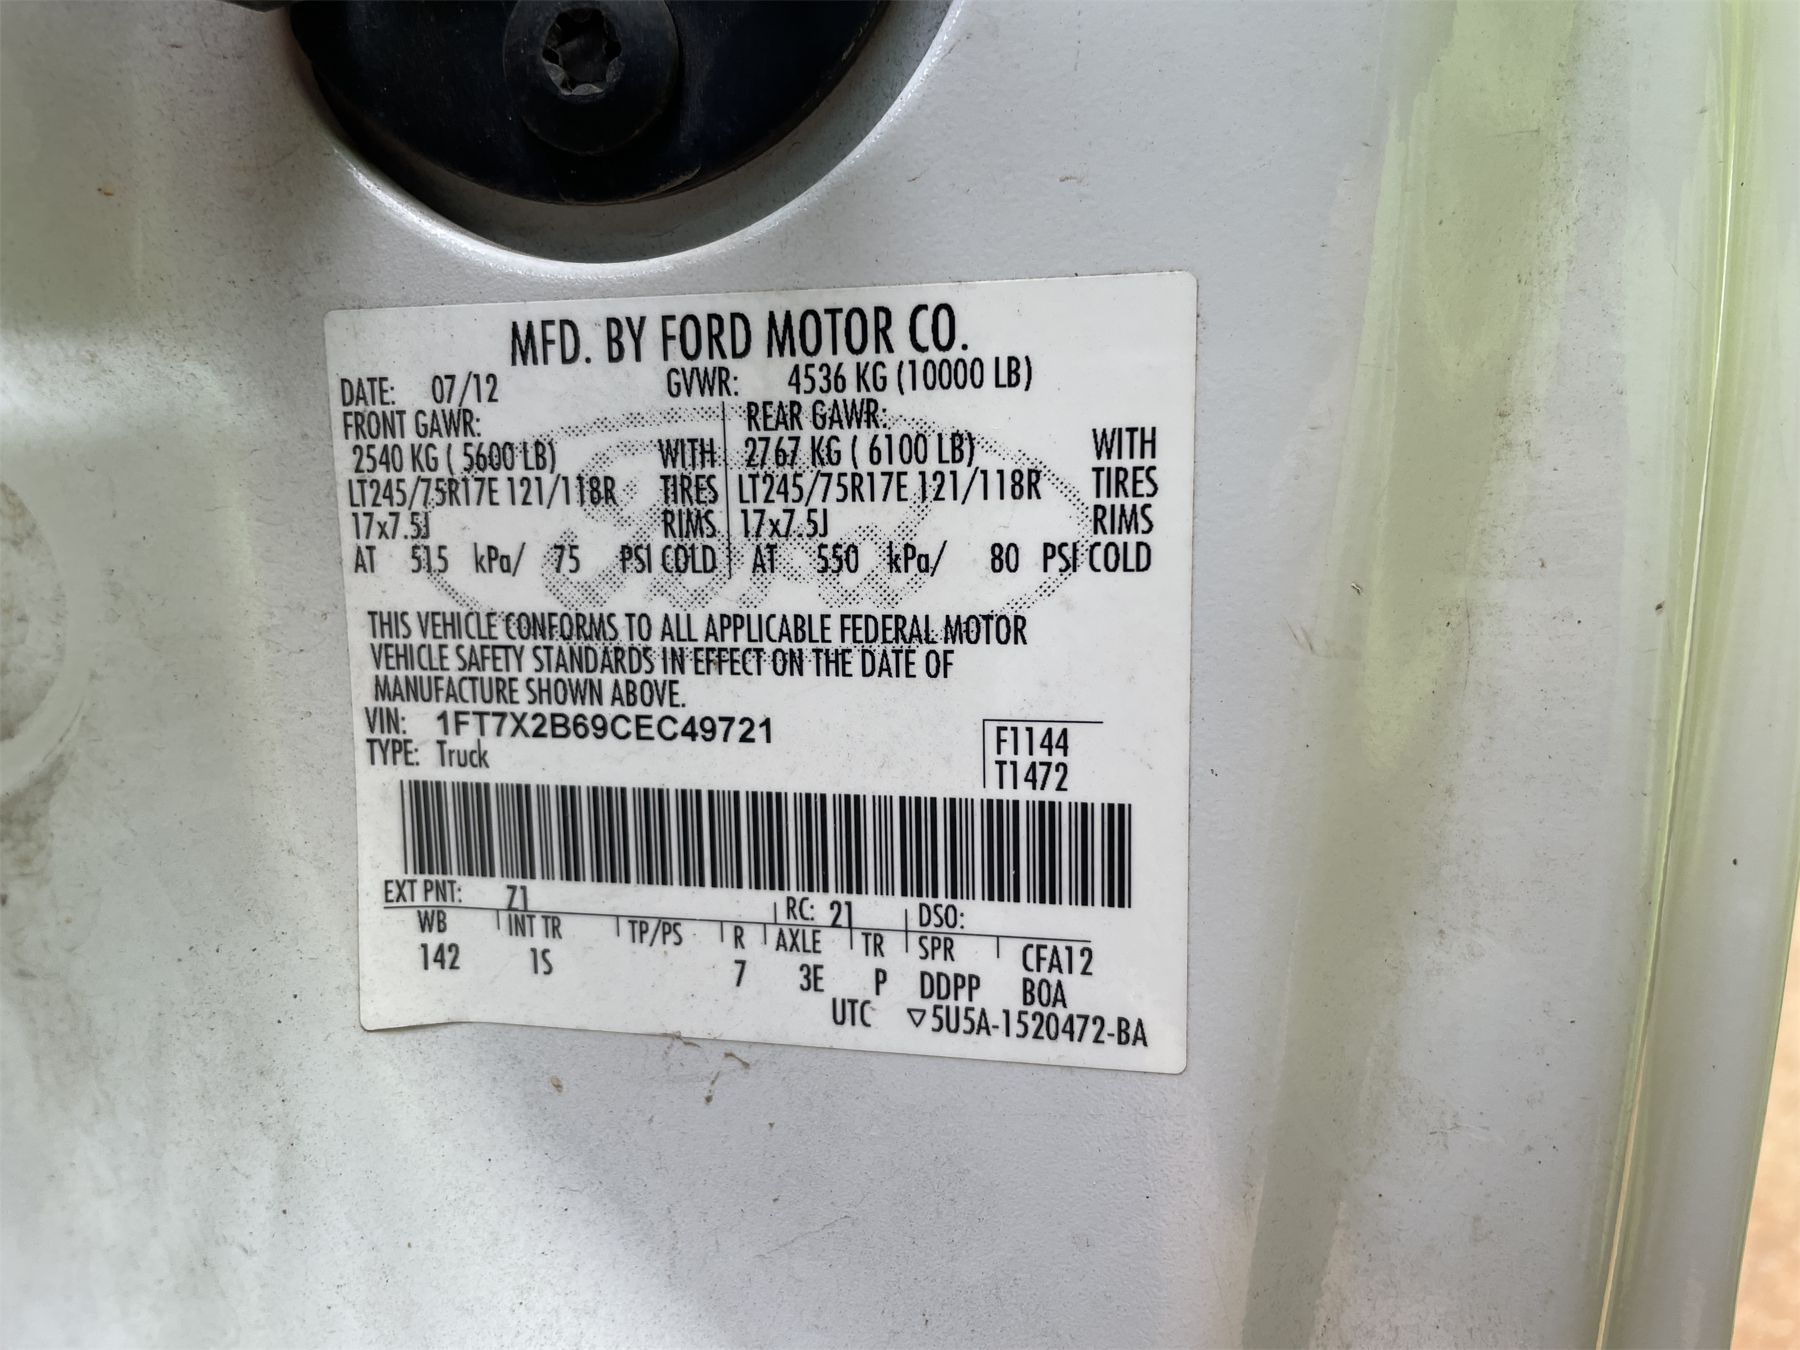 MFD. BY FORD MOTOR CO.
DATE: 07/12 GVWR: 4536 KG (10000 LB)
FRONT GAWR: REAR GAWR:
2540 KG ( 5600 LB) WITH 2767 KG ( 6100 LB) WITH
LT245/75R17E 121/118R TIRES LT245/75R17E 121/118R TIRES
17x7.5J RIMS 17x7.5J RIMS
AT 515 kPa/ 75 PSI COLD AT 550 kPa/ 80 PSI COLD
Ford
THIS VEHICLE CONFORMS TO ALL APPLICABLE FEDERAL MOTOR
VEHICLE SAFETY STANDARDS IN EFFECT ON THE DATE OF
MANUFACTURE SHOWN ABOVE.
VIN: 1FT7X2B69CEC49721
TYPE: Truck
F1144
T1472
EXT PNT: Z1 RC: 21 DSO:
WB INT TR TP/PS R AXLE TR SPR CFA12
142 1S 7 3E P DDPP BOA
UTC ▽5U5A-1520472-BA